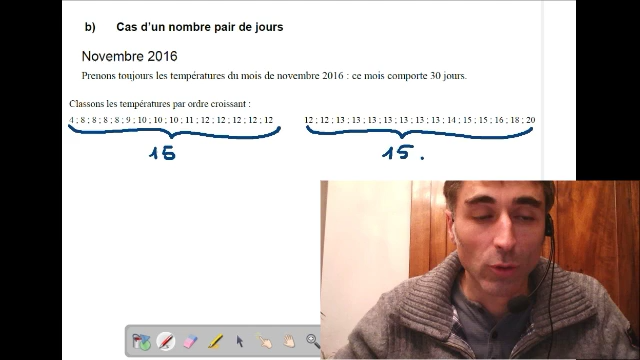 b) Cas d'un nombre pair de jours
Novembre 2016
Prenons toujours les températures du mois de novembre 2016 : ce mois comporte 30 jours.
Classons les températures par ordre croissant :
4 ; 8 ; 8 ; 8 ; 8 ; 9 ; 10 ; 10 ; 10 ; 11 ; 12 ; 12 ; 12 ; 12 ; 12 12 ; 12 ; 13 ; 13 ; 13 ; 13 ; 13 ; 13 ; 13 ; 14 ; 15 ; 15 ; 16 ; 18 ; 20
15 15.